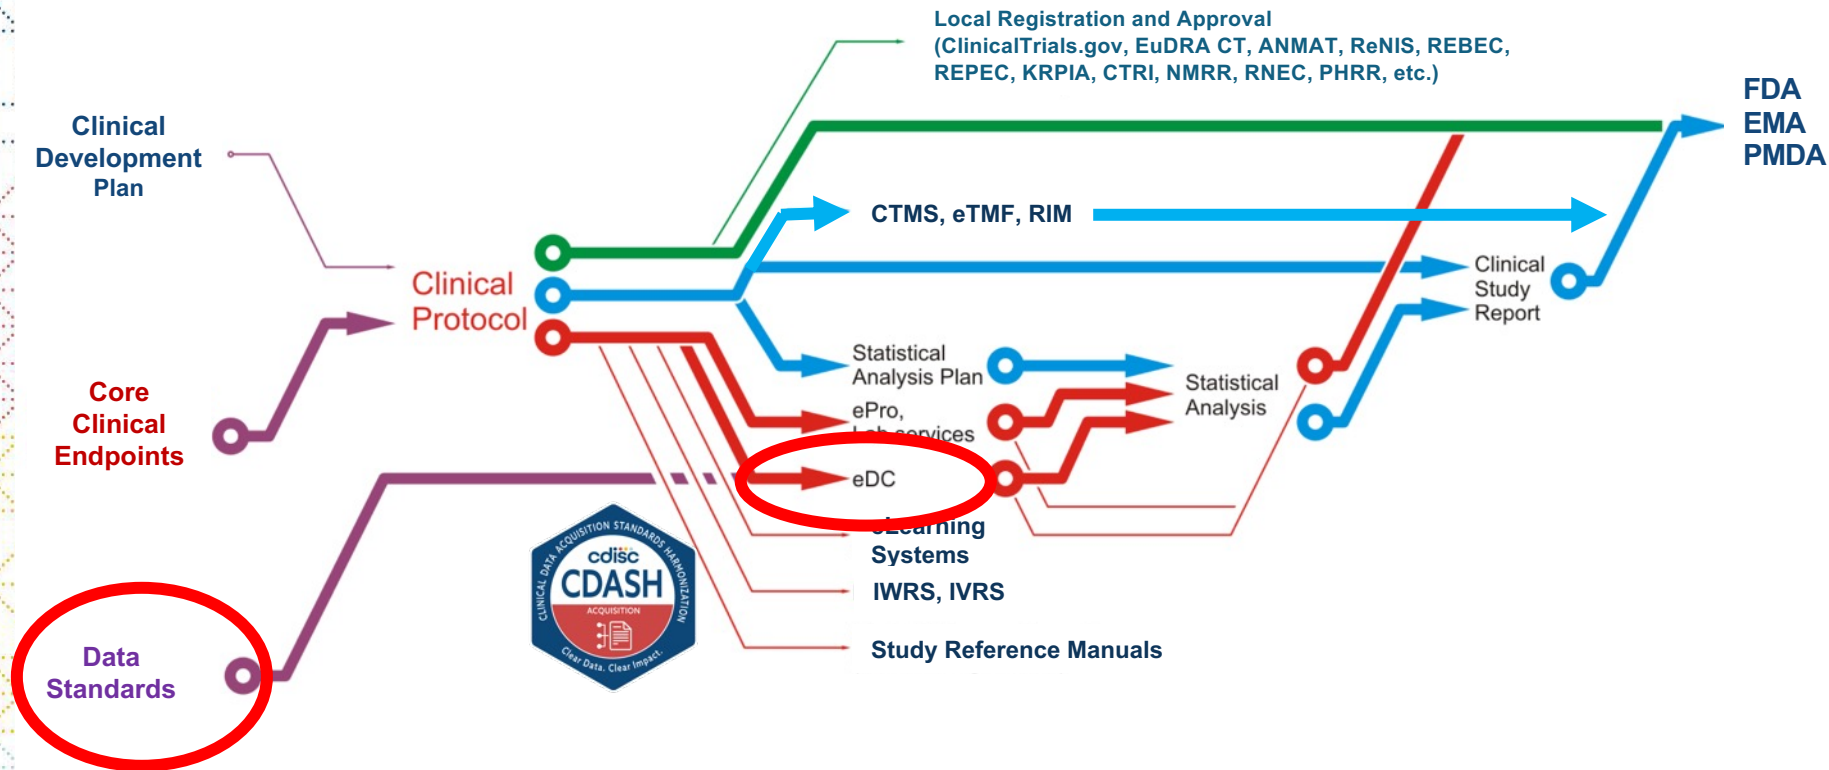 Local Registration and Approval
(ClinicalTrials.gov, EuDRA CT, ANMAT, ReNIS, REBEC,
REPEC, KRPIA, CTRI, NMRR, RNEC, PHRR, etc.)
FDA
EMA
PMDA
Clinical
Development
Plan
CTMS, eTMF, RIM
Clinical
Protocol
Clinical
Study
Report
Statistical
Analysis Plan
Statistical
Analysis
Core
Clinical
Endpoints
ePro,
Lab services
eDC
eLearning
Systems
IWRS, IVRS
Study Reference Manuals
CLINICAL DATA ACQUISITION STANDARDS HARMONIZATION
cdisc
CDASH
ACQUISITION
Clear Data. Clear Impact.
Data
Standards